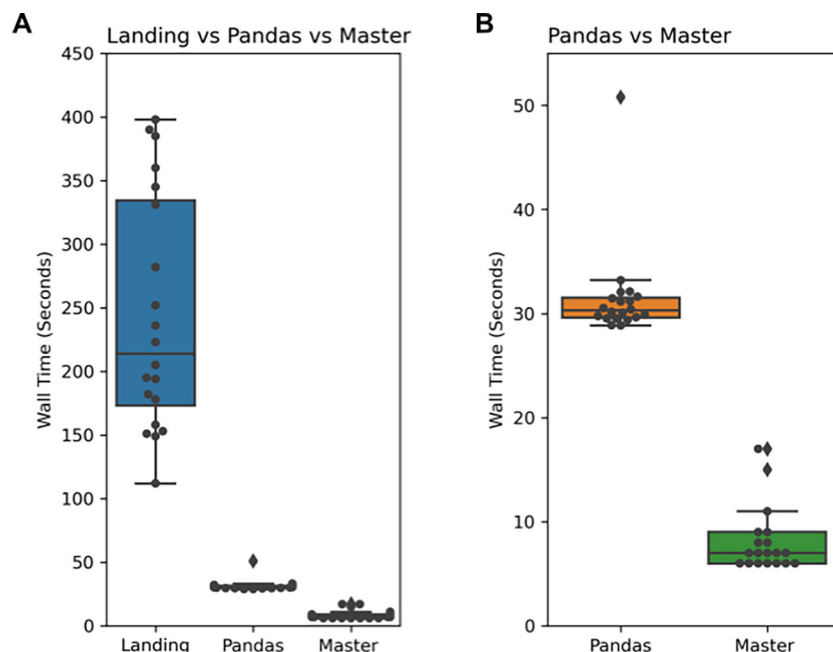 A
Landing vs Pandas vs Master
450
400
350
300
250
200
150
100
50
0
Wall Time (Seconds)
Landing Pandas Master
B
Pandas vs Master
50
40
30
20
10
0
Wall Time (Seconds)
Pandas Master